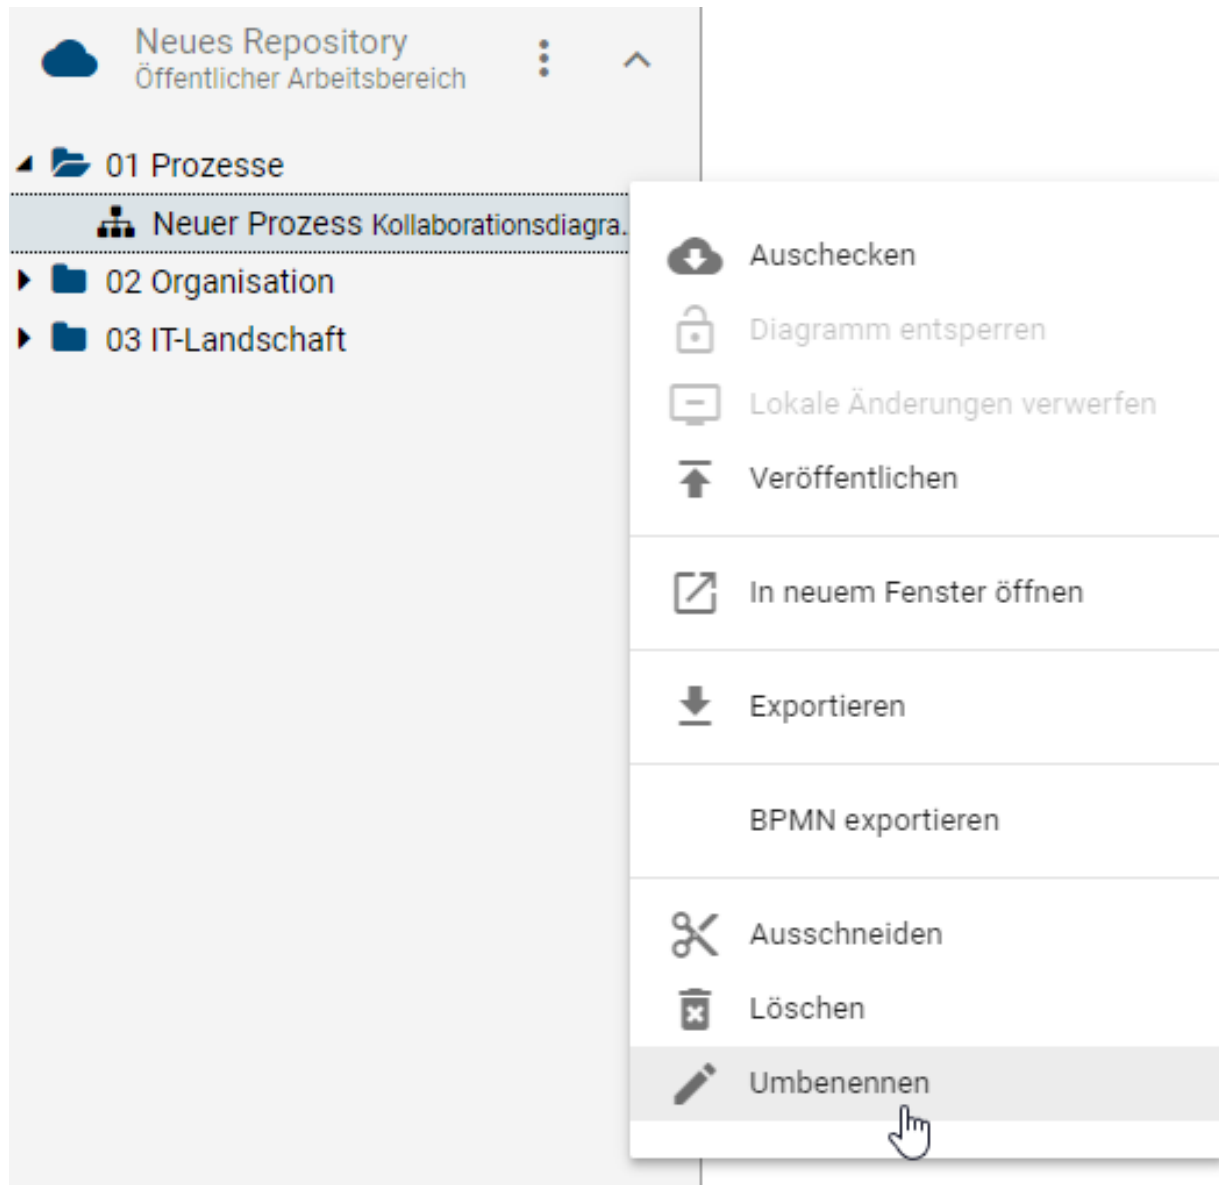 Neues Repository
Öffentlicher Arbeitsbereich
01 Prozesse
Neuer Prozess Kollaborationsdiagra..
02 Organisation
03 IT-Landschaft
Auschecken
Diagramm entsperren
Lokale Änderungen verwerfen
Veröffentlichen
In neuem Fenster öffnen
Exportieren
BPMN exportieren
Ausschneiden
Löschen
Umbenennen